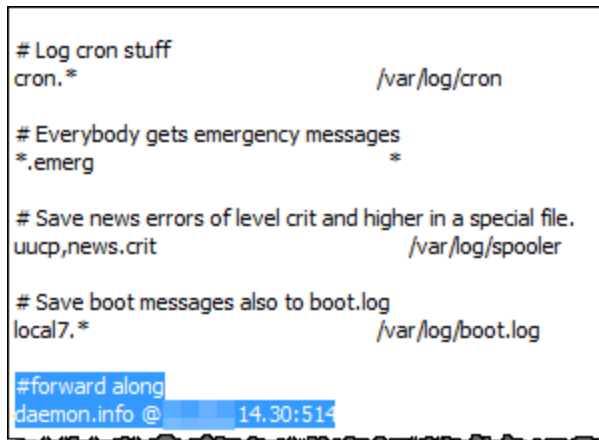 # Log cron stuff
cron.* /var/log/cron
# Everybody gets emergency messages
*.emerg *
# Save news errors of level crit and higher in a special file.
uucp,news.crit /var/log/spooler
# Save boot messages also to boot.log
local7.* /var/log/boot.log
#forward along
daemon.info @ 14.30:514